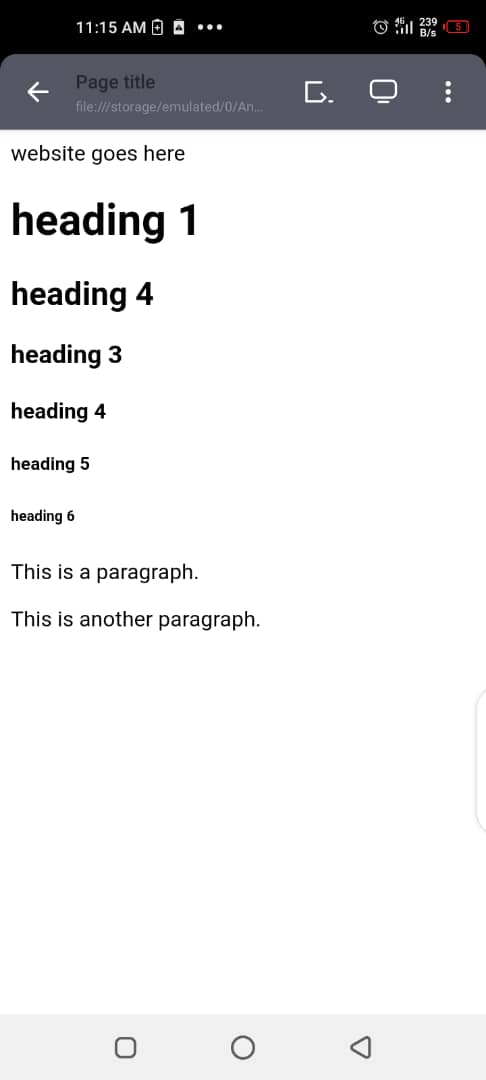 11:15 AM
4G 239 B/s 5
Page title
file:///storage/emulated/0/An...
website goes here
heading 1
heading 4
heading 3
heading 4
heading 5
heading 6
This is a paragraph.
This is another paragraph.